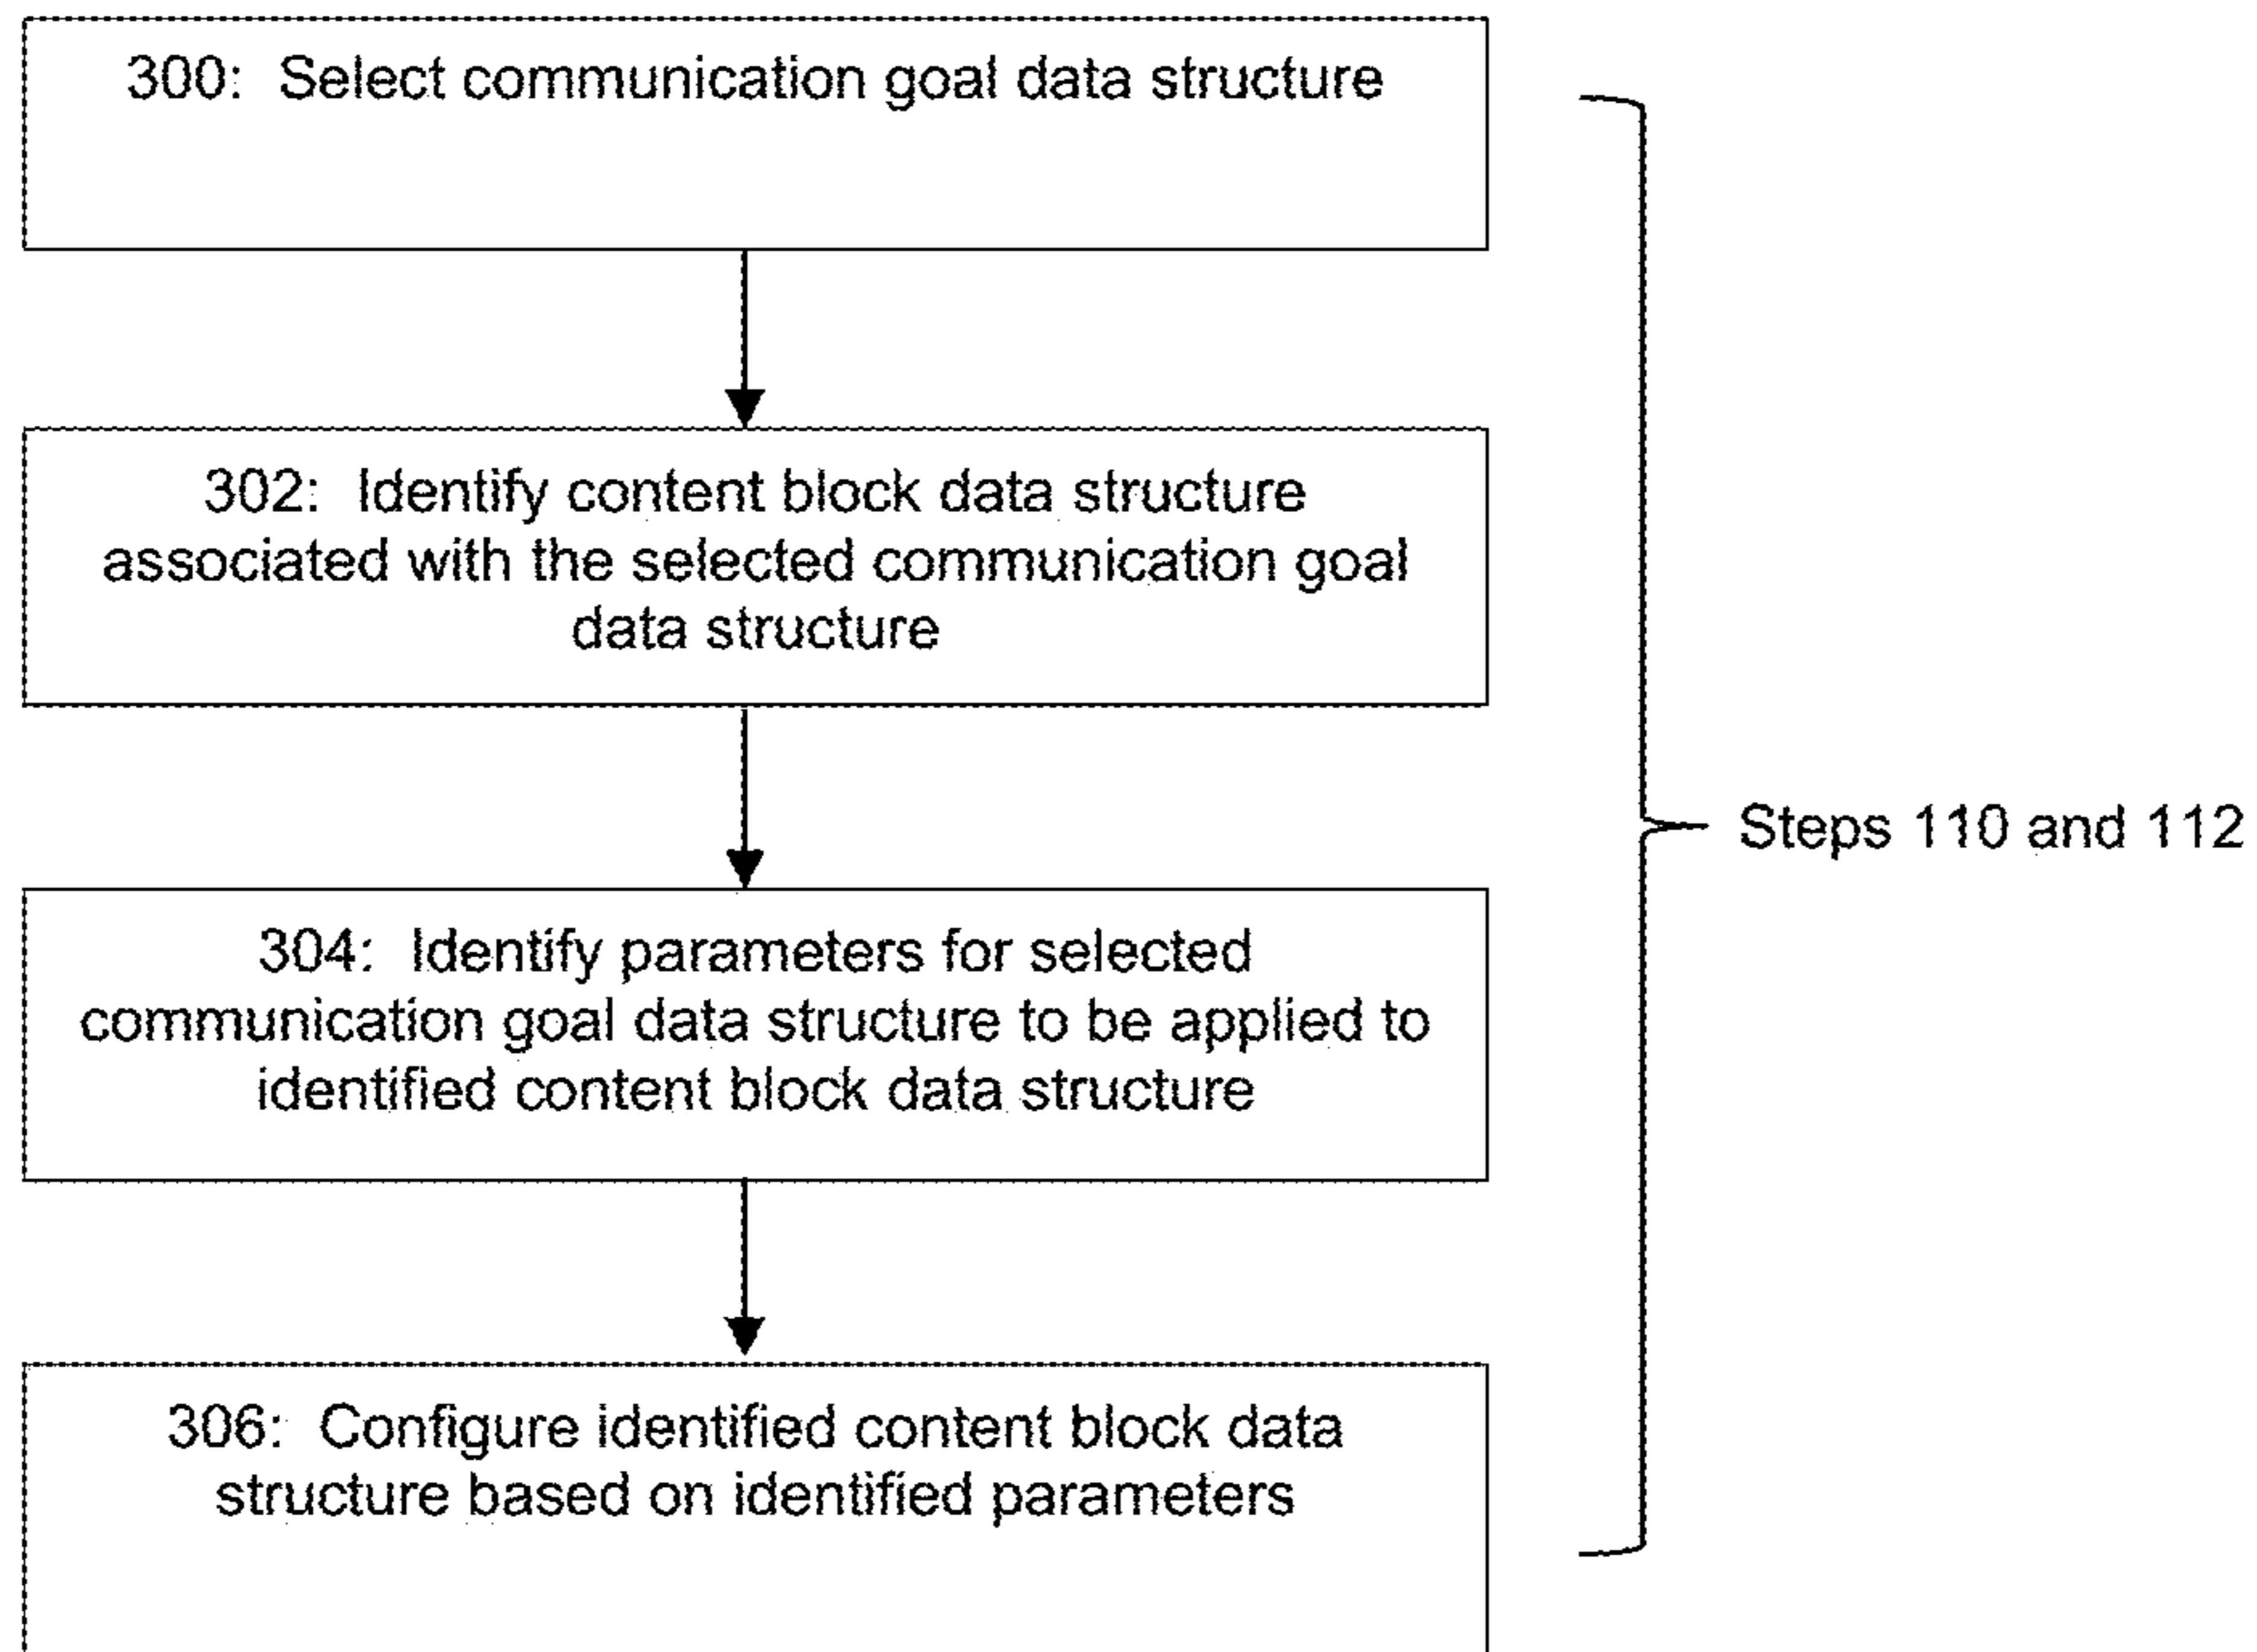 300: Select communication goal data structure
302: Identify content block data structure
associated with the selected communication goal
data structure
304: Identify parameters for selected
communication goal data structure to be applied to
identified content block data structure
306: Configure identified content block data
structure based on identified parameters
Steps 110 and 112